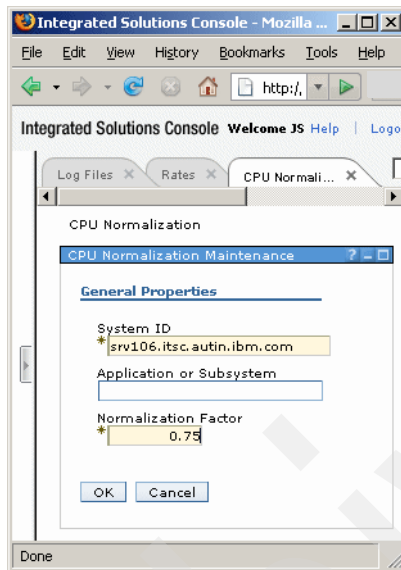 Integrated Solutions Console - Mozilla ...
File Edit View History Bookmarks Tools Help
http:/,
Integrated Solutions Console Welcome JS Help | Logo
Log Files × Rates × CPU Normali... ×
CPU Normalization
CPU Normalization Maintenance ?
General Properties
System ID
* srv106.itsc.autin.ibm.com
Application or Subsystem
Normalization Factor
* 0.75
OK Cancel
Done